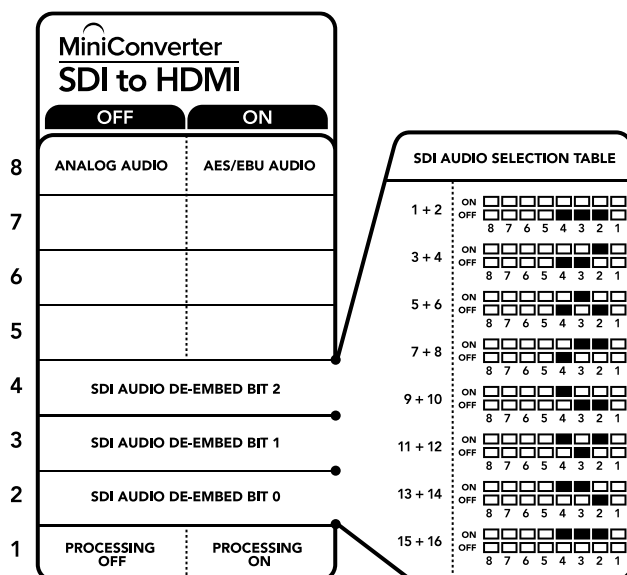 MiniConverter
SDI to HDMI
OFF ON
8 ANALOG AUDIO AES/EBU AUDIO
7
6
5
4 SDI AUDIO DE-EMBED BIT 2
3 SDI AUDIO DE-EMBED BIT 1
2 SDI AUDIO DE-EMBED BIT 0
1 PROCESSING OFF PROCESSING ON
SDI AUDIO SELECTION TABLE
1 + 2 ON
OFF
8 7 6 5 4 3 2 1
3 + 4 ON
OFF
8 7 6 5 4 3 2 1
5 + 6 ON
OFF
8 7 6 5 4 3 2 1
7 + 8 ON
OFF
8 7 6 5 4 3 2 1
9 + 10 ON
OFF
8 7 6 5 4 3 2 1
11 + 12 ON
OFF
8 7 6 5 4 3 2 1
13 + 14 ON
OFF
8 7 6 5 4 3 2 1
15 + 16 ON
OFF
8 7 6 5 4 3 2 1